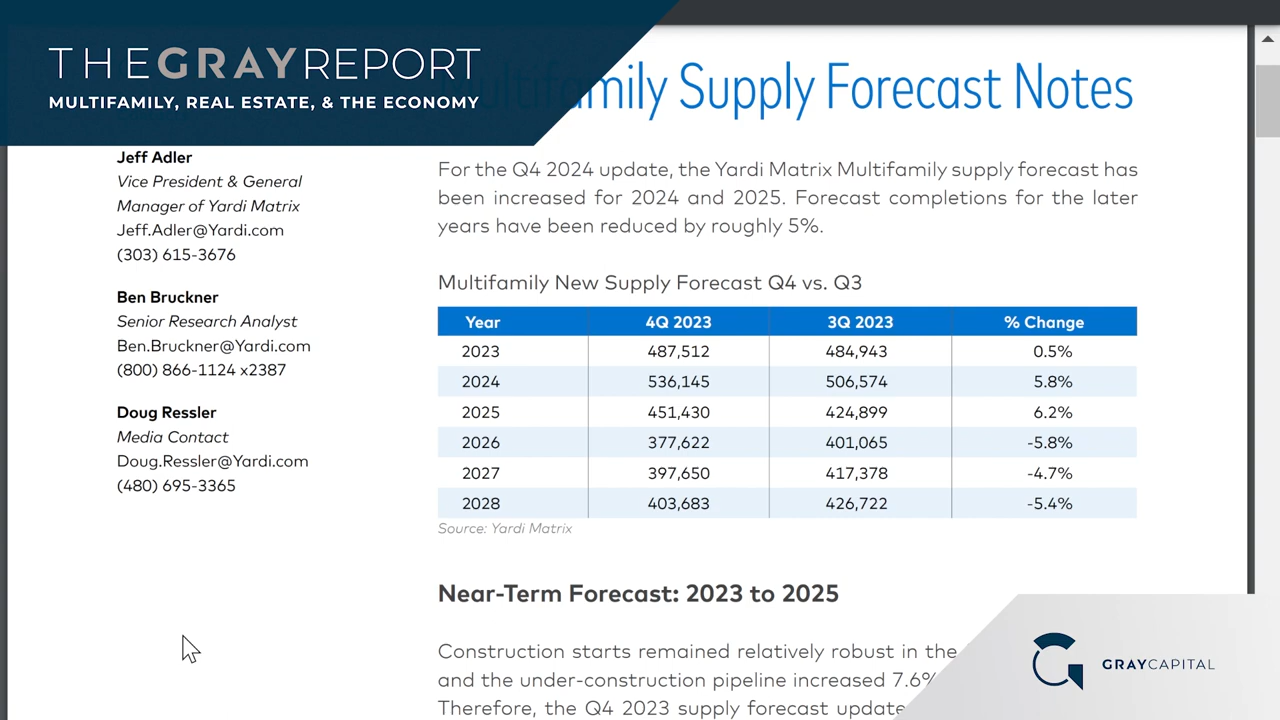 THEGRAYREPORT
MULTIFAMILY, REAL ESTATE, & THE ECONOMY
Multifamily Supply Forecast Notes
Jeff Adler
Vice President & General
Manager of Yardi Matrix
Jeff.Adler@Yardi.com
(303) 615-3676
Ben Bruckner
Senior Research Analyst
Ben.Bruckner@Yardi.com
(800) 866-1124 x2387
Doug Ressler
Media Contact
Doug.Ressler@Yardi.com
(480) 695-3365
For the Q4 2024 update, the Yardi Matrix Multifamily supply forecast has
been increased for 2024 and 2025. Forecast completions for the later
years have been reduced by roughly 5%.
Multifamily New Supply Forecast Q4 vs. Q3
Year 4Q 2023 3Q 2023 % Change
2023 487,512 484,943 0.5%
2024 536,145 506,574 5.8%
2025 451,430 424,899 6.2%
2026 377,622 401,065 -5.8%
2027 397,650 417,378 -4.7%
2028 403,683 426,722 -5.4%
Source: Yardi Matrix
Near-Term Forecast: 2023 to 2025
Construction starts remained relatively robust in the
and the under-construction pipeline increased 7.6%
Therefore, the Q4 2023 supply forecast update
GRAYCAPITAL